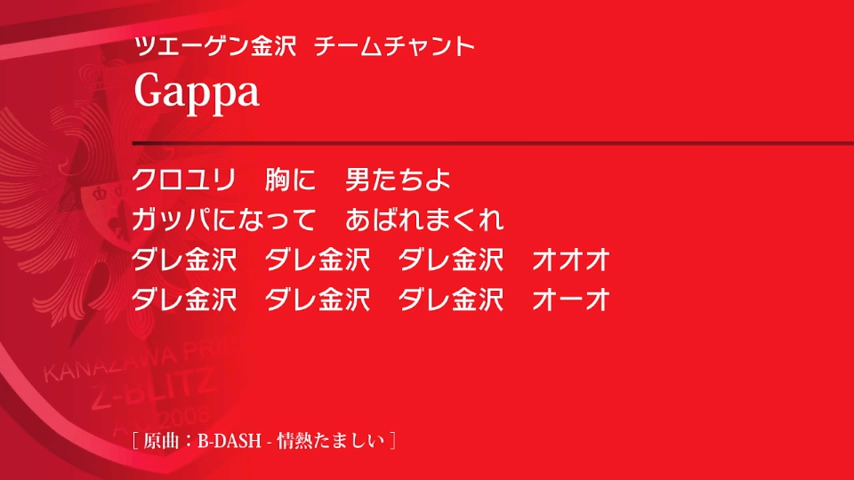 ツエーゲン金沢 チームチャント
Gappa
クロユリ 胸に 男たちよ
ガッパになって あばれまくれ
ダレ金沢 ダレ金沢 ダレ金沢 オオオ
ダレ金沢 ダレ金沢 ダレ金沢 オーオ
KANAZAWA PRIDE
Z-BLITZ
2008
[ 原曲：B-DASH - 情熱たましい ]